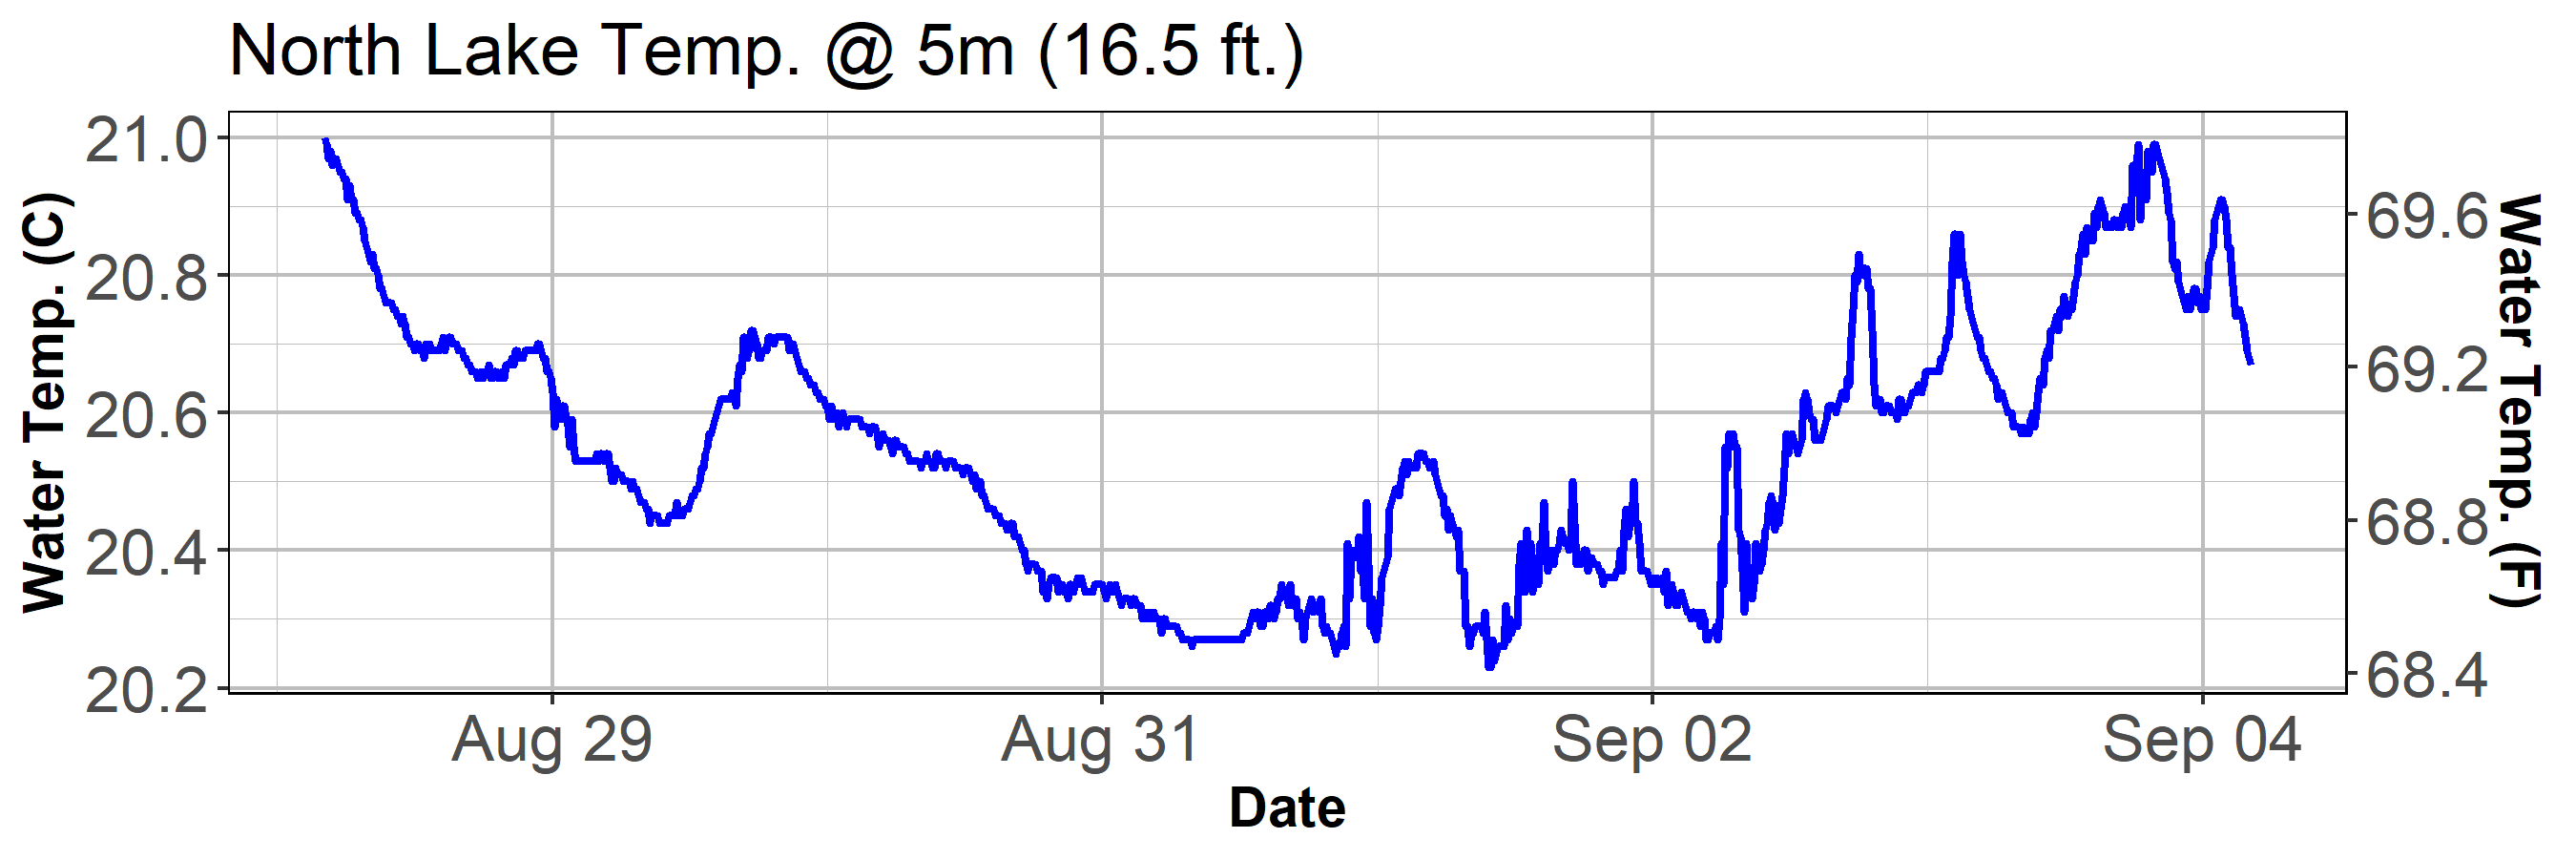 North Lake Temp. @ 5m (16.5 ft.)
Water Temp. (C)
21.0
20.8
20.6
20.4
20.2
69.6
69.2
68.8
68.4
Water Temp. (F)
Aug 29
Aug 31
Sep 02
Sep 04
Date